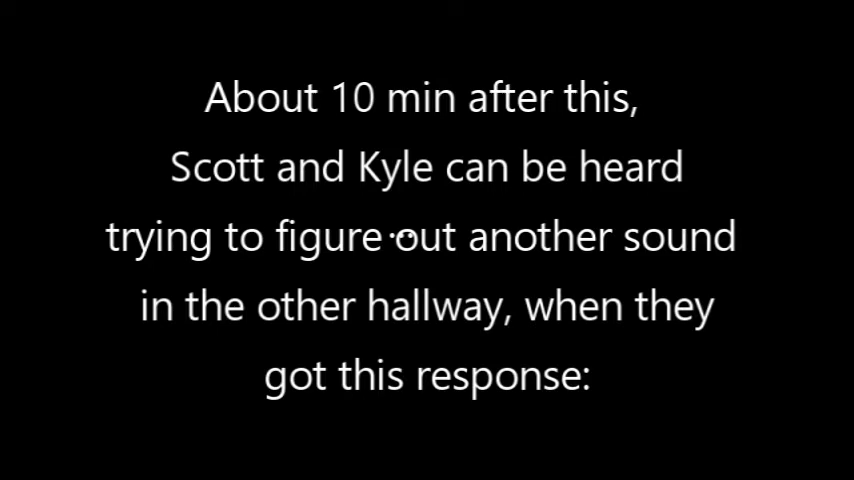 About 10 min after this,
Scott and Kyle can be heard
trying to figure out another sound
in the other hallway, when they
got this response: